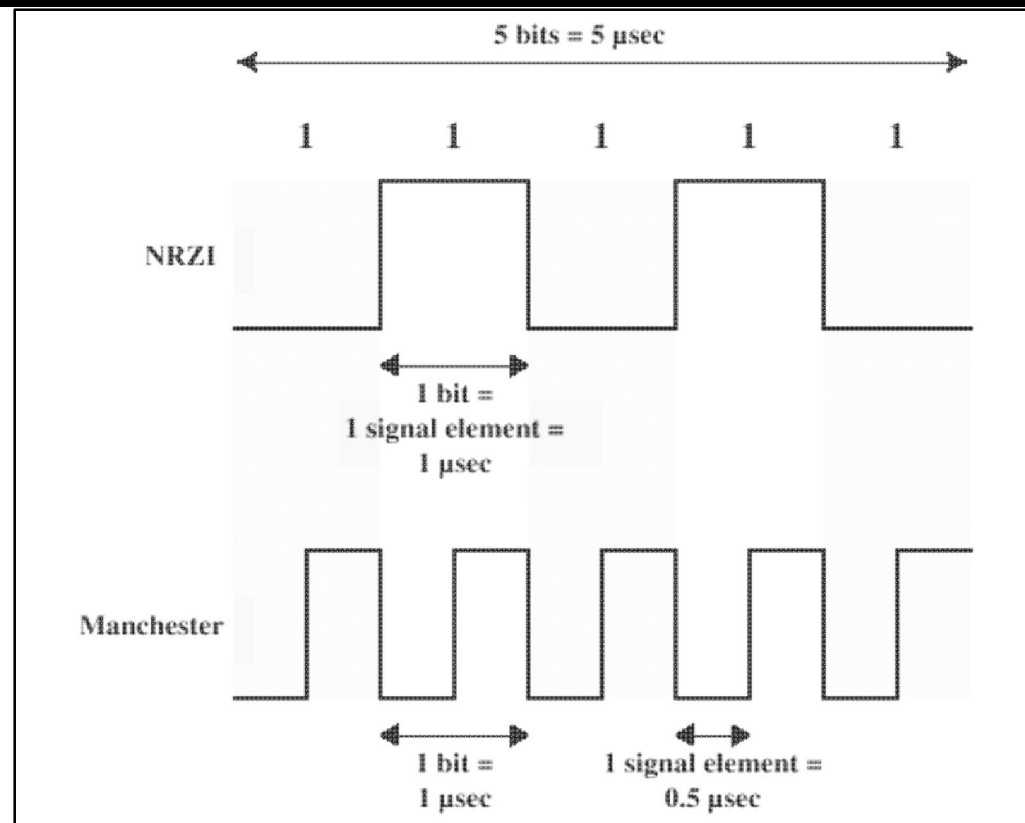 5 bits = 5 µsec
1 1 1 1 1
NRZI
1 bit =
1 signal element =
1 µsec
Manchester
1 bit =
1 µsec
1 signal element =
0.5 µsec